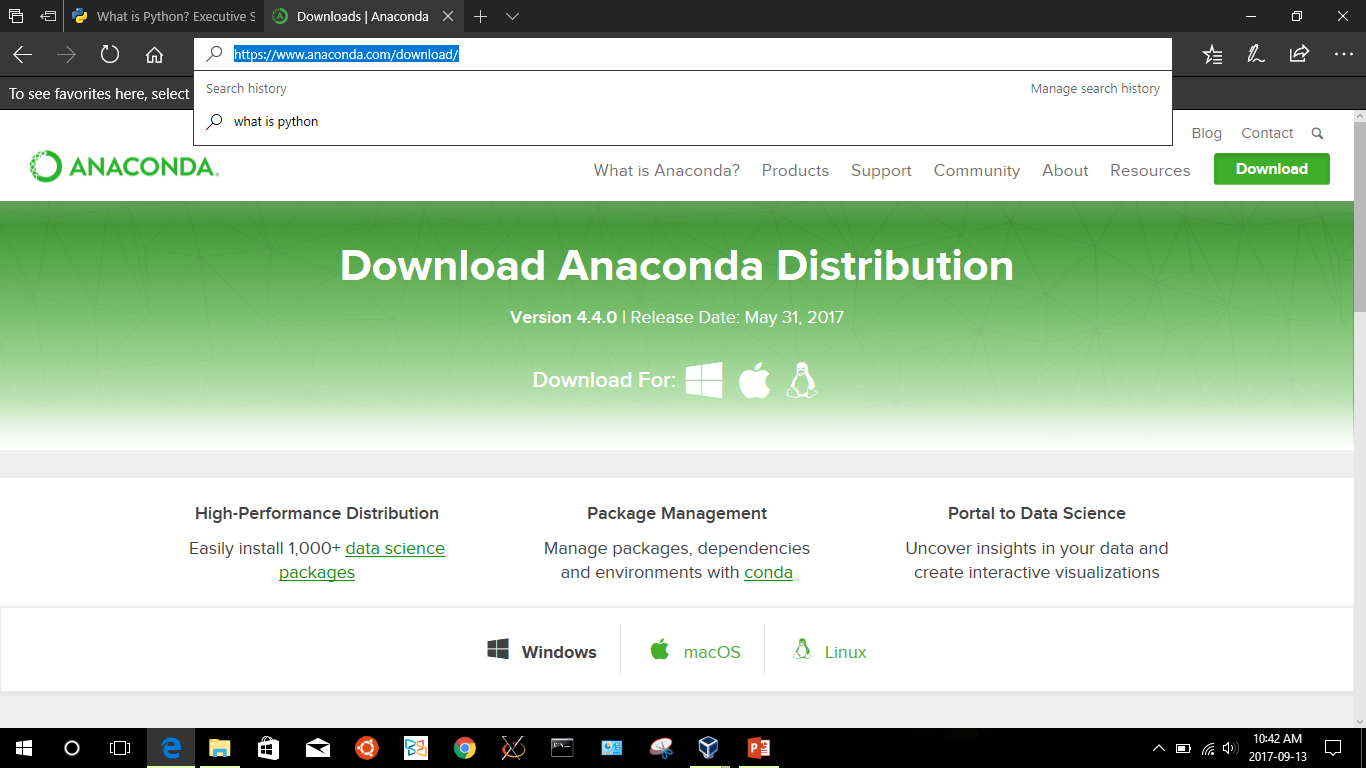 What is Python? Executive S
Downloads | Anaconda
https://www.anaconda.com/download/
To see favorites here, select
Search history
Manage search history
what is python
Blog
Contact
ANACONDA.
What is Anaconda?
Products
Support
Community
About
Resources
Download
Download Anaconda Distribution
Version 4.4.0 | Release Date: May 31, 2017
Download For:
High-Performance Distribution
Easily install 1,000+ data science
packages
Package Management
Manage packages, dependencies
and environments with conda
Portal to Data Science
Uncover insights in your data and
create interactive visualizations
Windows
macOS
Linux
10:42 AM
2017-09-13